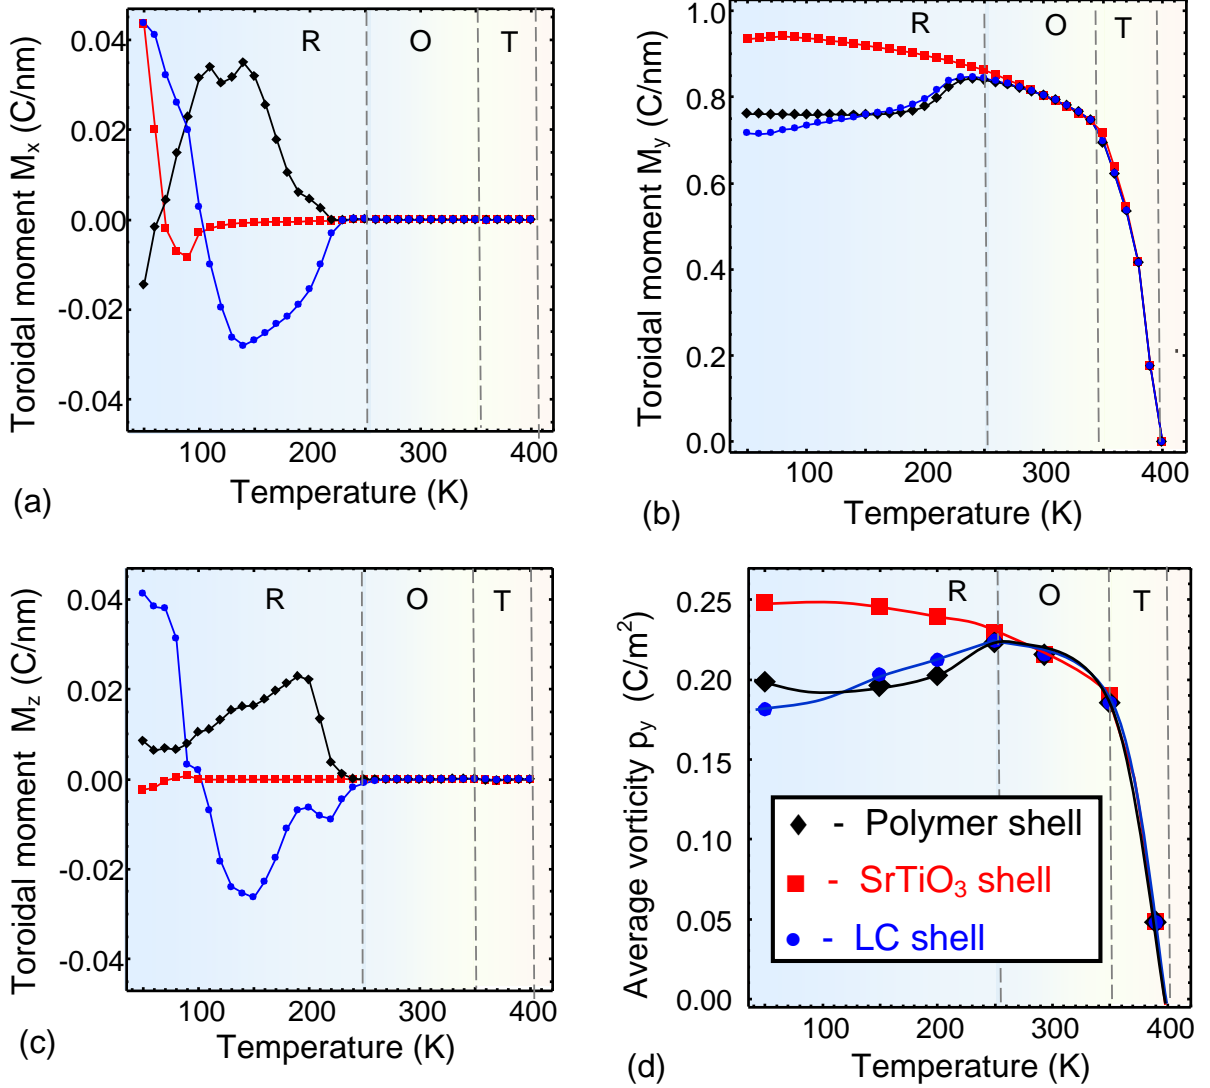 Toroidal moment Mx (C/nm)
0.04
0.02
0.00
-0.02
-0.04
R
O
T
100
200
300
400
Temperature (K)
(a)
Toroidal moment My (C/nm)
1.0
0.8
0.6
0.4
0.2
0.0
R
O
T
100
200
300
400
Temperature (K)
(b)
Toroidal moment Mz (C/nm)
0.04
0.02
0.00
-0.02
-0.04
R
O
T
100
200
300
400
Temperature (K)
(c)
Average vorticity py (C/m²)
0.25
0.20
0.15
0.10
0.05
0.00
R
O
T
- Polymer shell
- SrTiO₃ shell
- LC shell
100
200
300
400
Temperature (K)
(d)